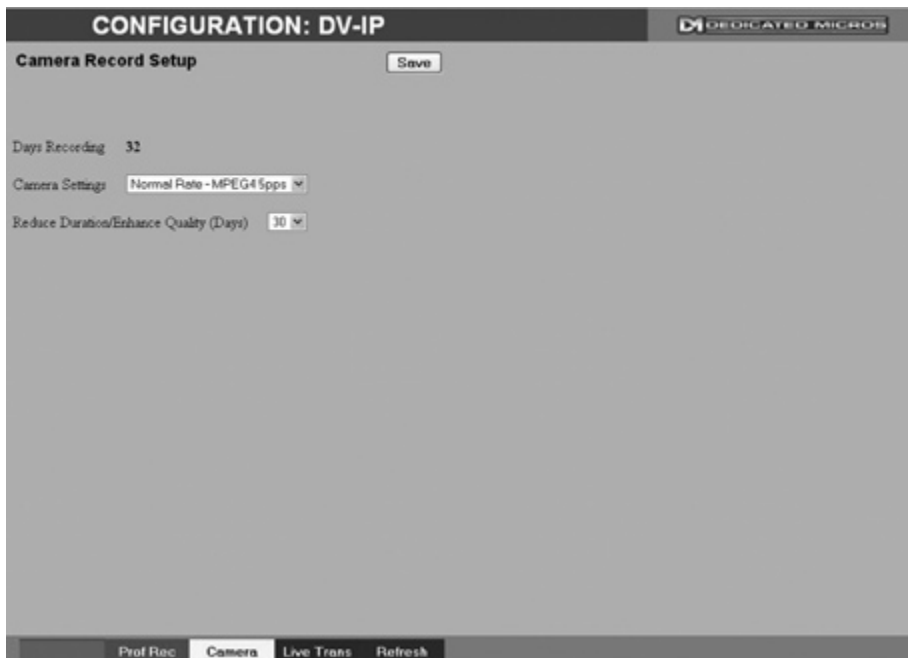 CONFIGURATION: DV-IP
DEDICATED MICROS
Camera Record Setup
Save
Days Recording 32
Camera Settings Normal Rate - MPEG4 5pps
Reduce Duration/Enhance Quality (Days) 30
Prof Rec Camera Live Trans Refresh